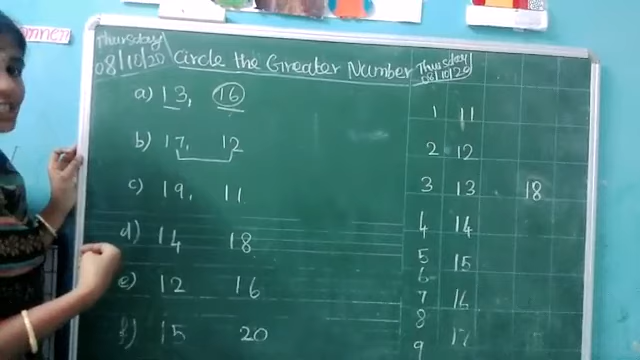 Thursday
08/10/20
Circle the Greater Number
a) 13, 16
b) 17, 12
c) 19, 11
d) 14 18
e) 12 16
f) 15 20
Thursday
08/10/20
1 11
2 12
3 13 18
4 14
5 15
6
7 16
8
9 17